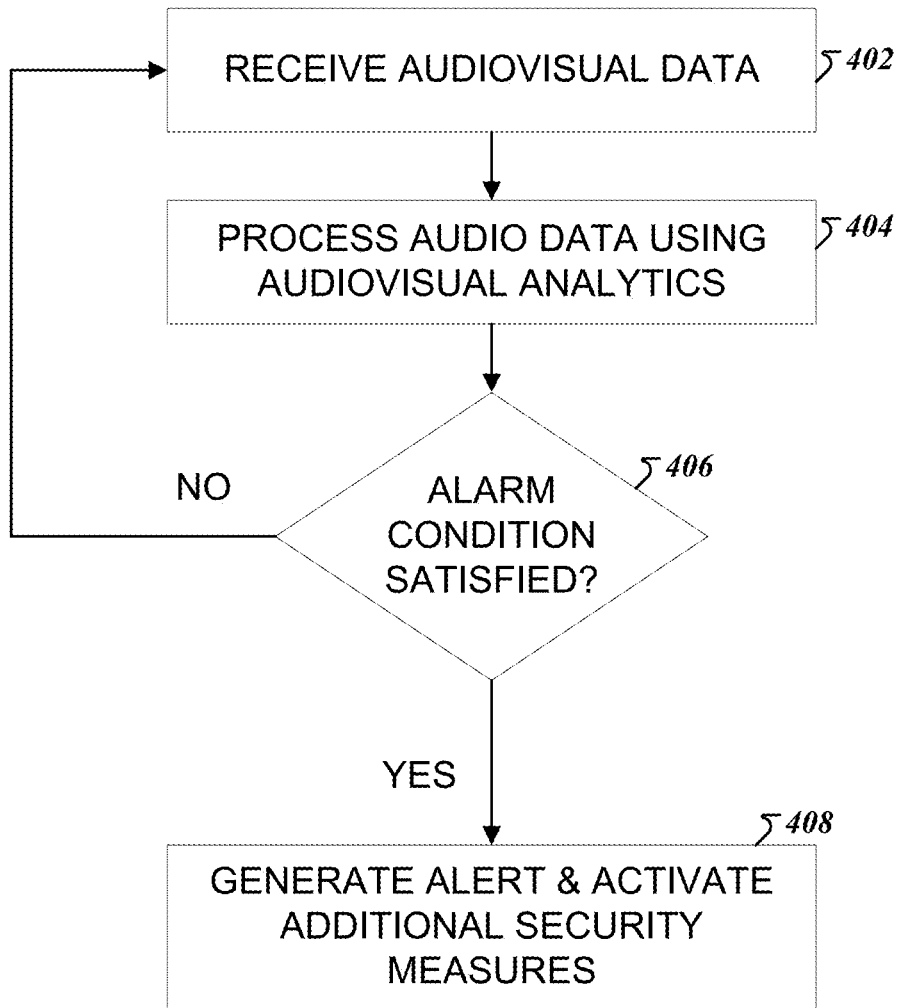 RECEIVE AUDIOVISUAL DATA
402
PROCESS AUDIO DATA USING
AUDIOVISUAL ANALYTICS
404
ALARM
CONDITION
SATISFIED?
406
NO
YES
408
GENERATE ALERT & ACTIVATE
ADDITIONAL SECURITY
MEASURES